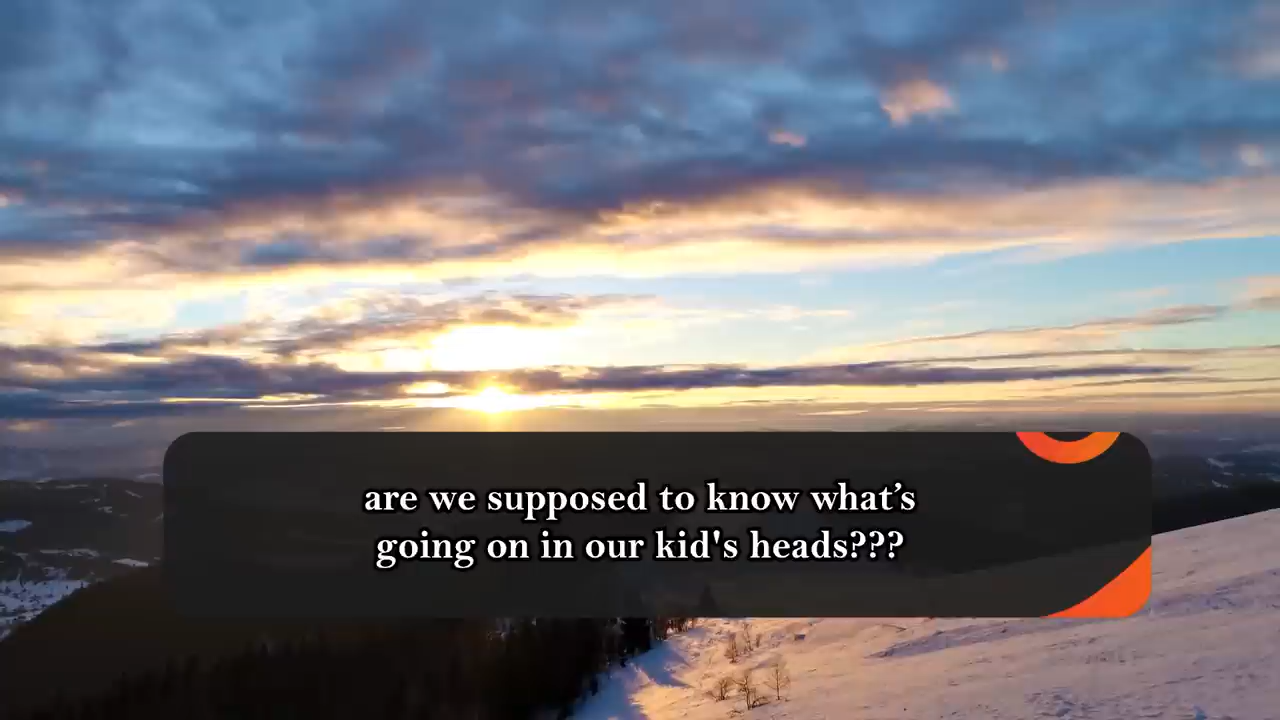 are we supposed to know what’s
going on in our kid's heads???